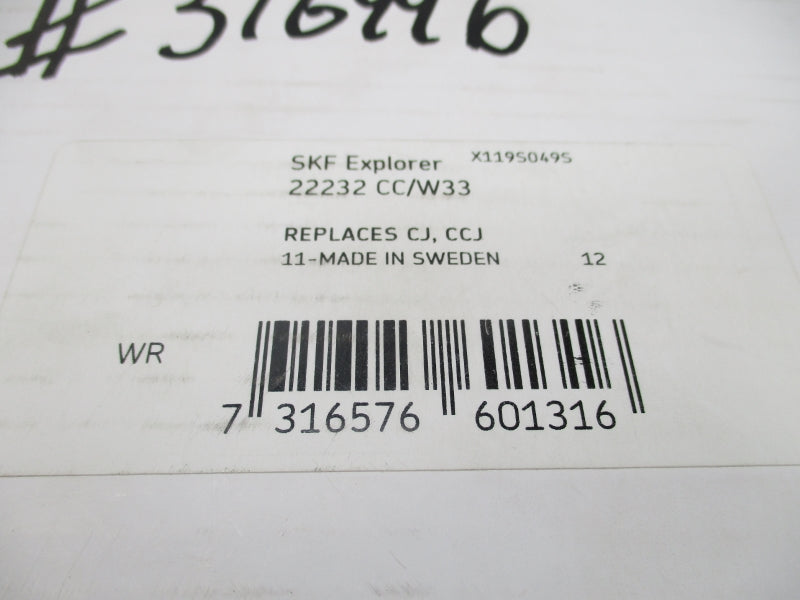 # 316446
SKF Explorer X119S049S
22232 CC/W33
REPLACES CJ, CCJ
11-MADE IN SWEDEN 12
WR
7 316576 601316